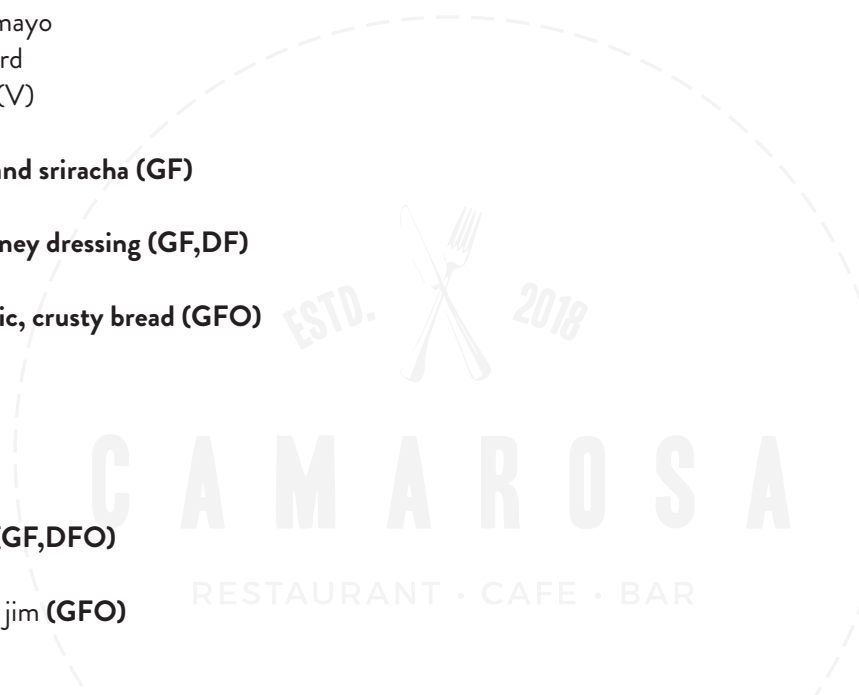 mayo
rd
(V)
nd sriracha (GF)
ney dressing (GF,DF)
ic, crusty bread (GFO)
ESTD. 2018
CAMAROSA
(GF,DFO)
RESTAURANT · CAFE · BAR
jim (GFO)